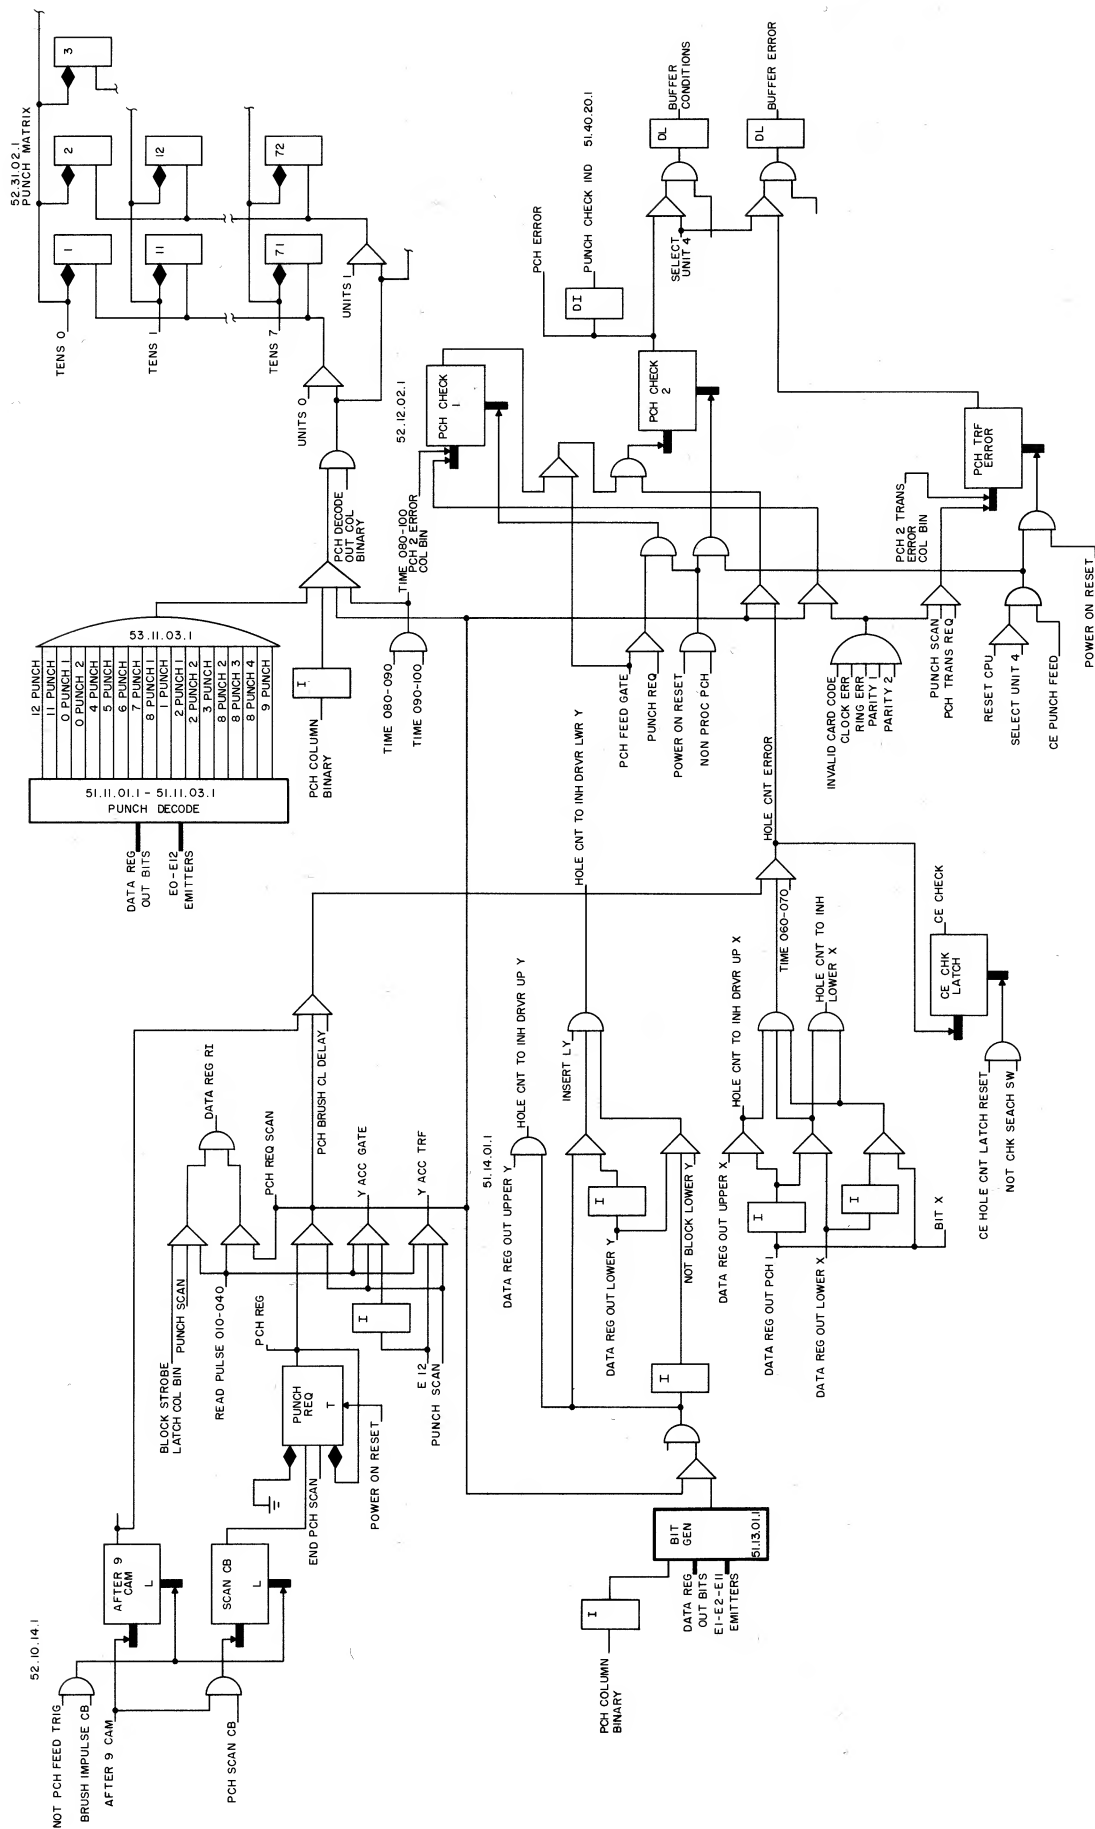 52.10.14.1
NOT PCH FEED TRIG
BRUSH IMPULSE CB
AFTER 9 CAM
PCH SCAN CB
AFTER 9
CAM
L
SCAN CB
L
END PCH SCAN
PUNCH
REQ
T
POWER ON RESET
PCH REG
BLOCK STROBE
LATCH COL BIN
PUNCH SCAN
READ PULSE 010-040
DATA REG RI
PCH REQ SCAN
PCH BRUSH CL DELAY
Y ACC GATE
Y ACC TRF
I
E 12
PUNCH SCAN
PCH COLUMN
BINARY
I
DATA REG
OUT BITS
E1-E2-E11
EMITTERS
BIT
GEN
51.13.01.1
I
51.14.01.1
DATA REG OUT UPPER Y
HOLE CNT TO INH DRVR UP Y
INSERT LY
I
DATA REG OUT LOWER Y
NOT BLOCK LOWER Y
HOLE CNT TO INH DRVR LWR Y
DATA REG OUT UPPER X
HOLE CNT TO INH DRVR UP X
DATA REG OUT PCH I
I
DATA REG OUT LOWER X
I
BIT X
TIME 060-070
HOLE CNT TO INH
LOWER X
HOLE CNT ERROR
CE HOLE CNT LATCH RESET
NOT CHK SEACH SW
CE CHK
LATCH
CE CHECK
DATA REG
OUT BITS
E0-E12
EMITTERS
51.11.01.1 - 51.11.03.1
PUNCH DECODE
12 PUNCH
11 PUNCH
0 PUNCH 1
0 PUNCH 2
4 PUNCH
5 PUNCH
6 PUNCH
7 PUNCH
8 PUNCH 1
1 PUNCH
2 PUNCH 1
2 PUNCH 2
3 PUNCH
8 PUNCH 2
8 PUNCH 3
8 PUNCH 4
9 PUNCH
53.11.03.1
PCH COLUMN
BINARY
I
TIME 080-090
TIME 090-100
TIME 080-100
PCH DECODE
OUT COL
BINARY
UNITS 0
UNITS 1
52.31.02.1
PUNCH MATRIX
TENS 0
TENS 1
TENS 7
1
2
3
11
12
71
72
52.12.02.1
PCH 2 ERROR
COL BIN
PCH CHECK
1
PCH FEED GATE
PUNCH REQ
POWER ON RESET
NON PROC PCH
PCH CHECK
2
PCH ERROR
DI
PUNCH CHECK IND
51.40.20.1
SELECT
UNIT 4
DL
BUFFER
CONDITIONS
DL
BUFFER ERROR
INVALID CARD CODE
CLOCK ERR
RING ERR
PARITY 1
PARITY 2
PCH 2 TRANS
ERROR
COL BIN
PUNCH SCAN
PCH TRANS REQ
PCH TRF
ERROR
RESET CPU
SELECT UNIT 4
CE PUNCH FEED
POWER ON RESET